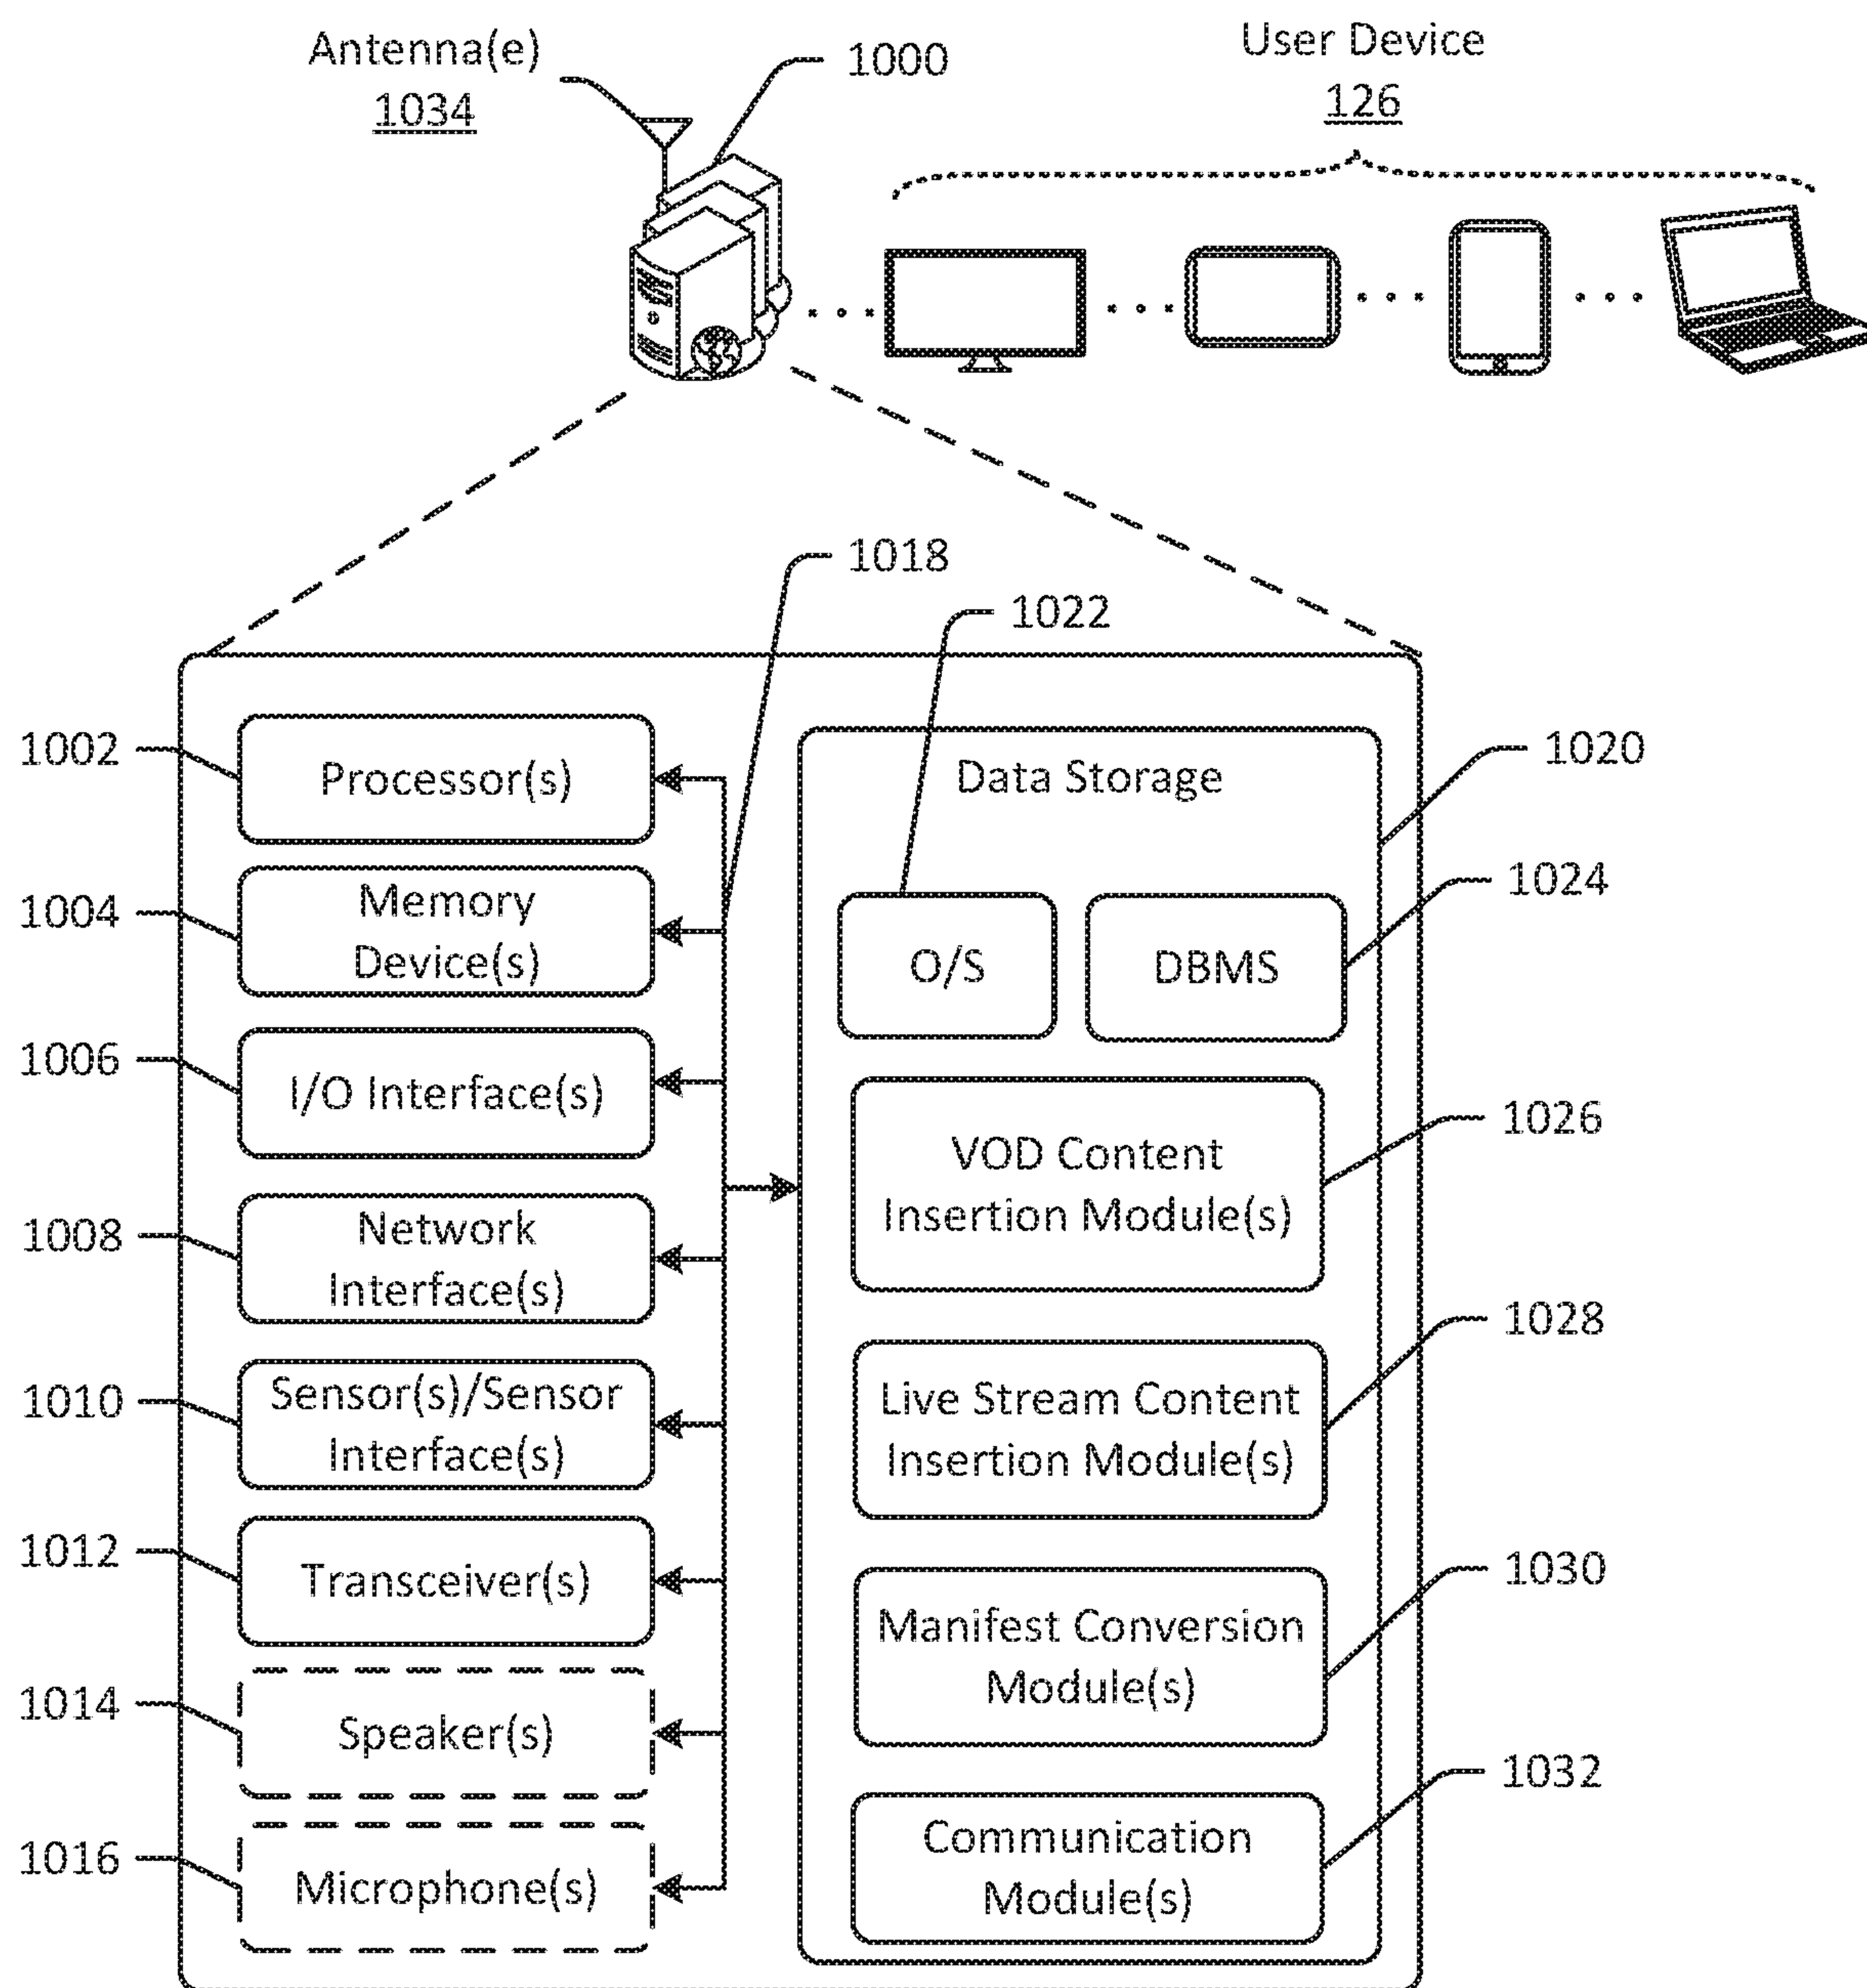 Antenna(e)
1034
1000
User Device
126
1018
1022
1002
Processor(s)
1004
Memory
Device(s)
1006
I/O Interface(s)
1008
Network
Interface(s)
1010
Sensor(s)/Sensor
Interface(s)
1012
Transceiver(s)
1014
Speaker(s)
1016
Microphone(s)
Data Storage
1020
O/S
DBMS
1024
VOD Content
Insertion Module(s)
1026
Live Stream Content
Insertion Module(s)
1028
Manifest Conversion
Module(s)
1030
Communication
Module(s)
1032